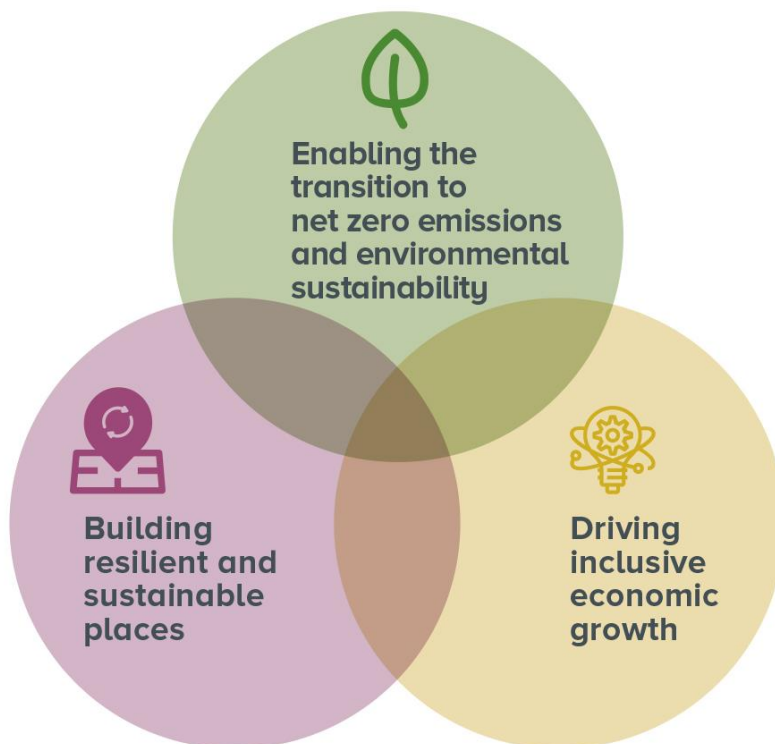 Enabling the
transition to
net zero emissions
and environmental
sustainability
Building
resilient and
sustainable
places
Driving
inclusive
economic
growth